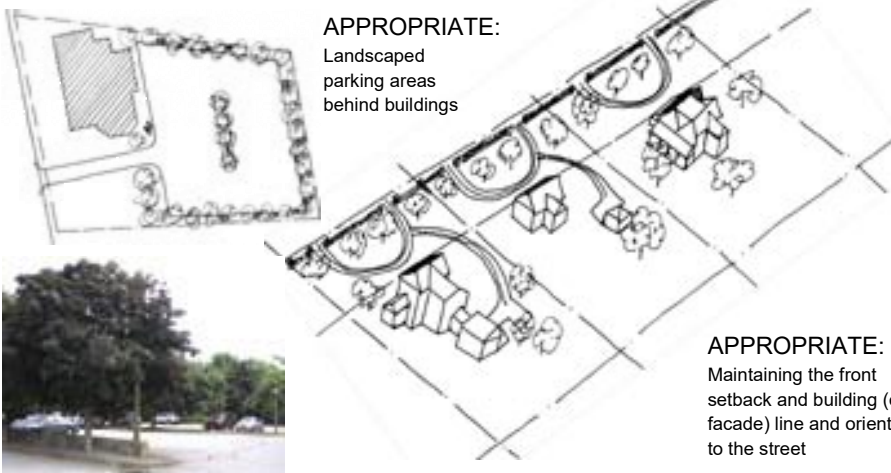 APPROPRIATE:
Landscaped
parking areas
behind buildings
APPROPRIATE:
Maintaining the front
setback and building (
facade) line and orient
to the street